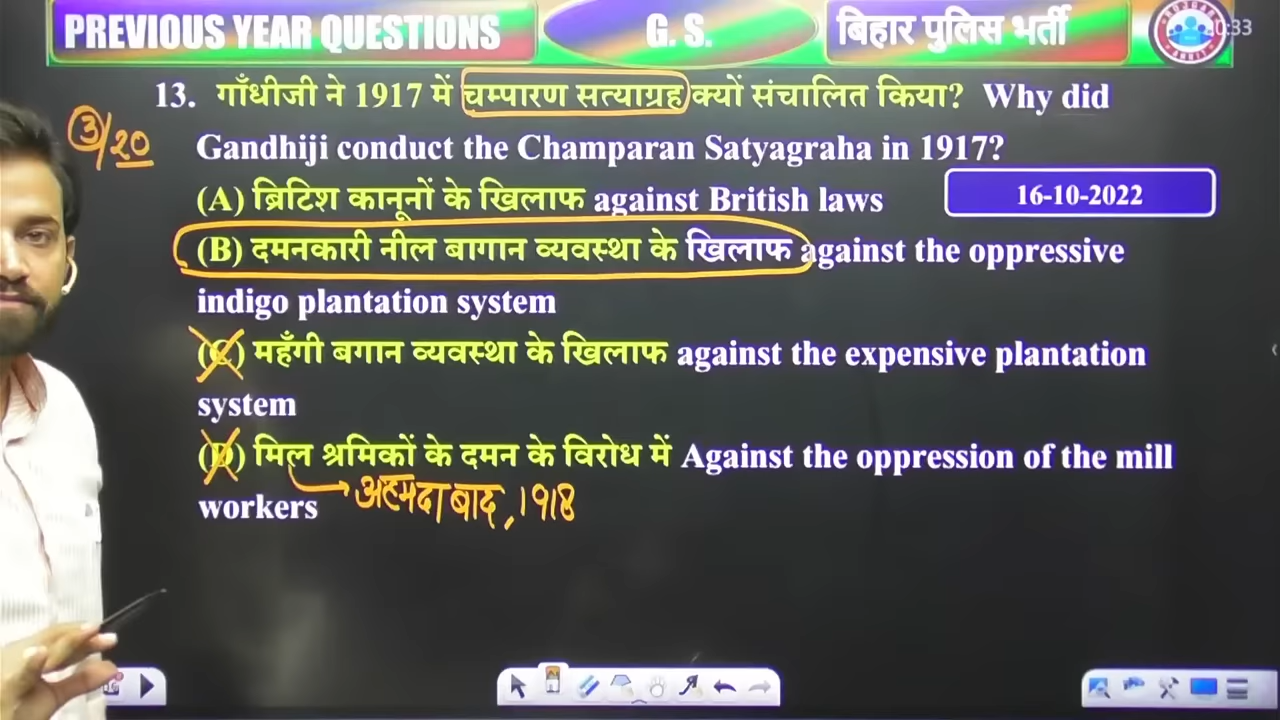 PREVIOUS YEAR QUESTIONS G. S. बिहार पुलिस भर्ती
13. गाँधीजी ने 1917 में चम्पारण सत्याग्रह क्यों संचालित किया? Why did
3/20
Gandhiji conduct the Champaran Satyagraha in 1917?
(A) ब्रिटिश कानूनों के खिलाफ against British laws
16-10-2022
(B) दमनकारी नील बागान व्यवस्था के खिलाफ against the oppressive
indigo plantation system
(C) महँगी बगान व्यवस्था के खिलाफ against the expensive plantation
system
(D) मिल श्रमिकों के दमन के विरोध में Against the oppression of the mill
workers
अहमदाबाद, 1918